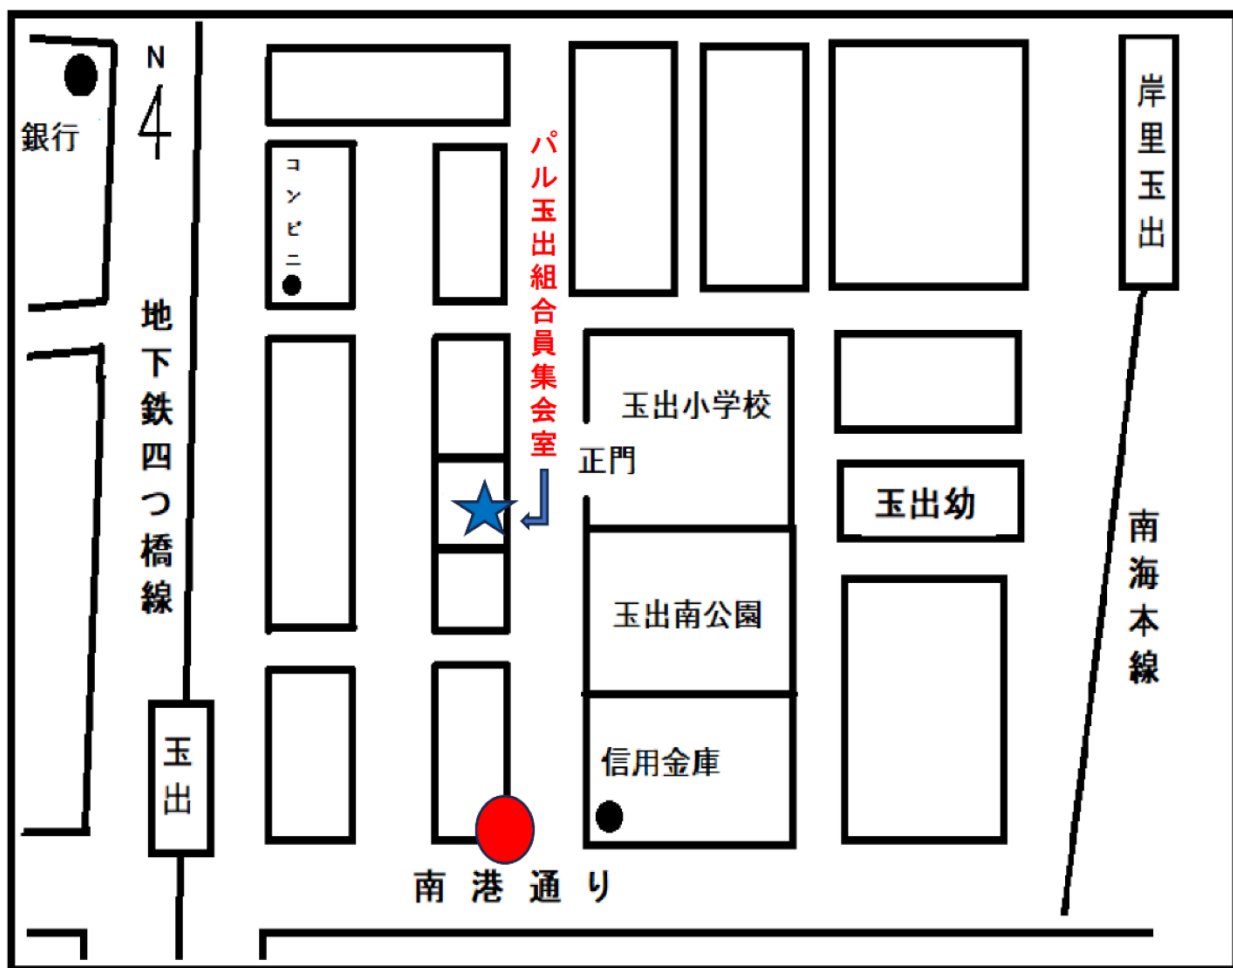 N
銀行
コンビニ
パル玉出組合員集会室
岸里玉出
地下鉄四つ橋線
玉出小学校
正門
玉出幼
玉出南公園
南海本線
玉出
信用金庫
南港通り